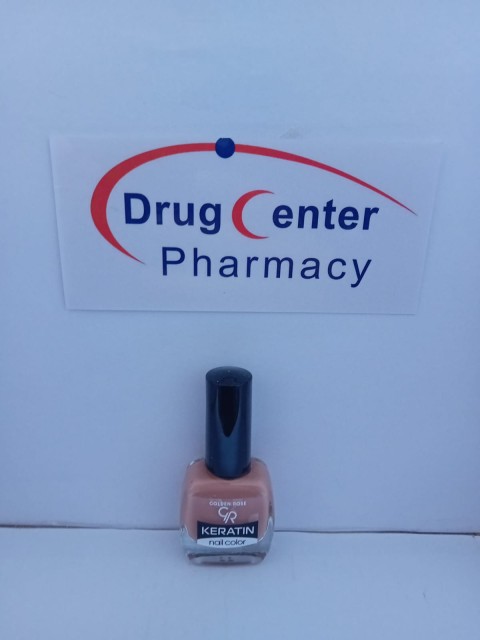 Drug Center
Pharmacy
GOLDEN ROSE
GR
KERATIN
nail color